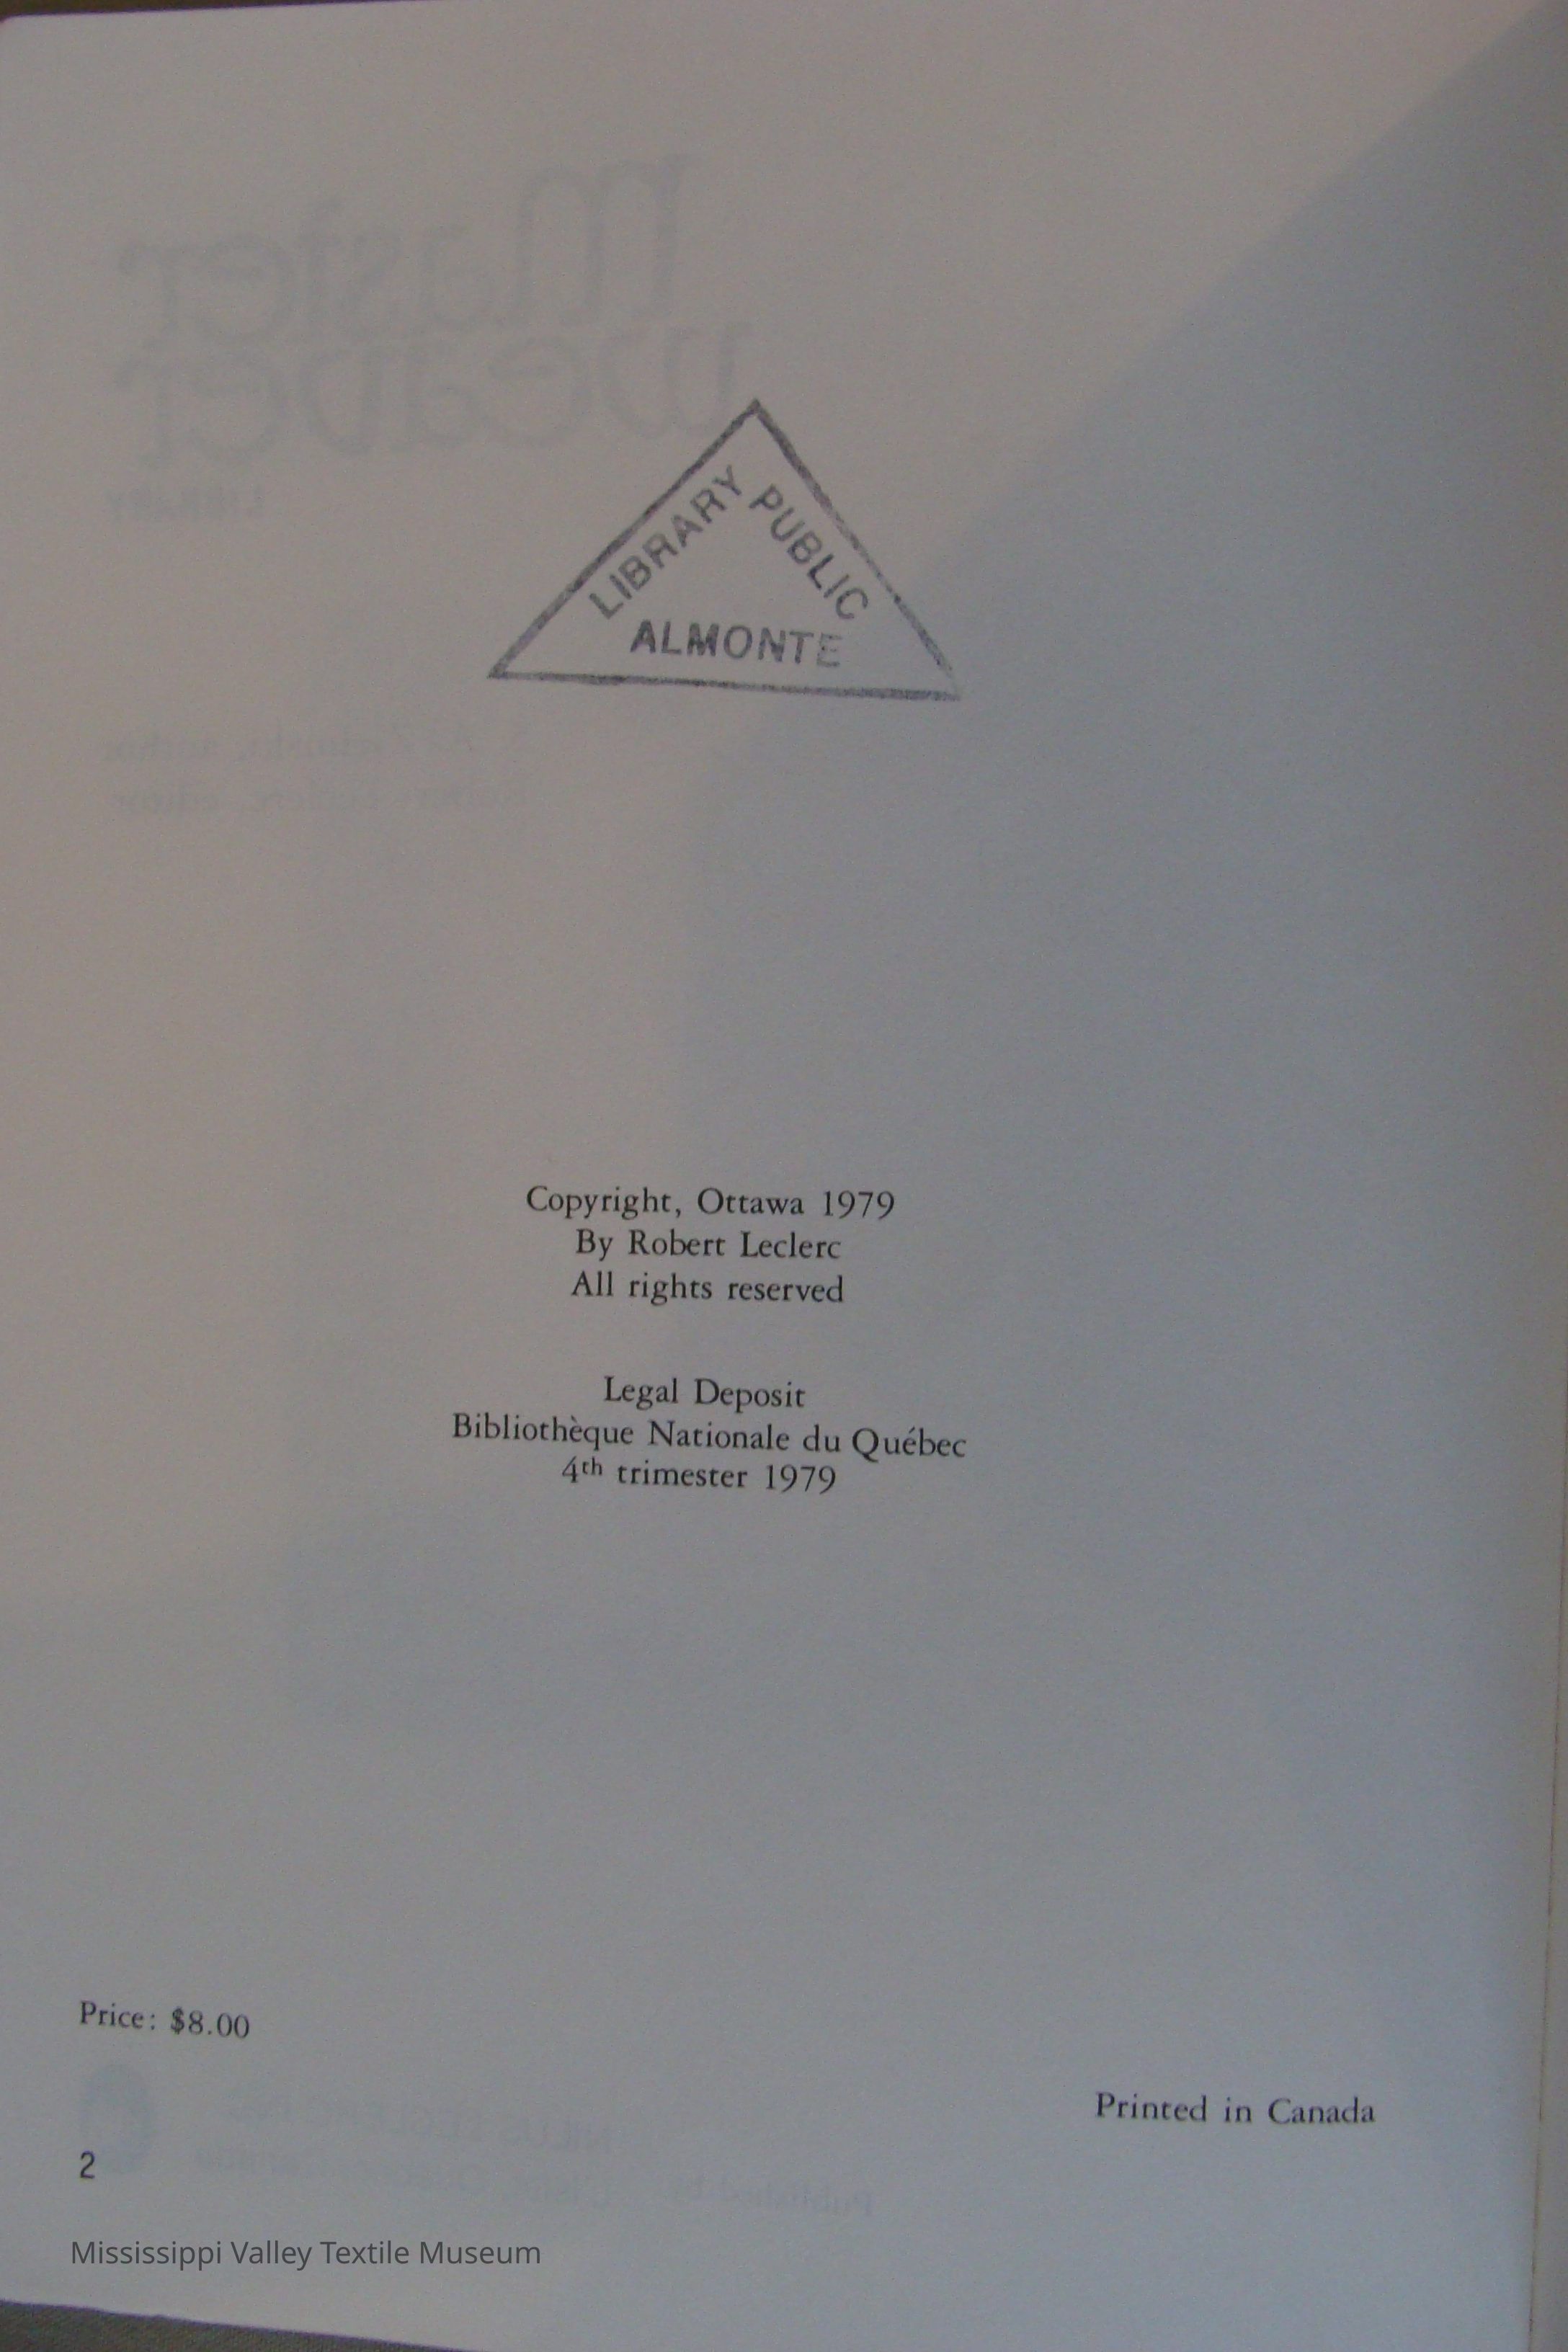 LIBRARY
PUBLIC
ALMONTE
Copyright, Ottawa 1979
By Robert Leclerc
All rights reserved
Legal Deposit
Bibliothèque Nationale du Québec
4th trimester 1979
Price: $8.00
Printed in Canada
2
Mississippi Valley Textile Museum